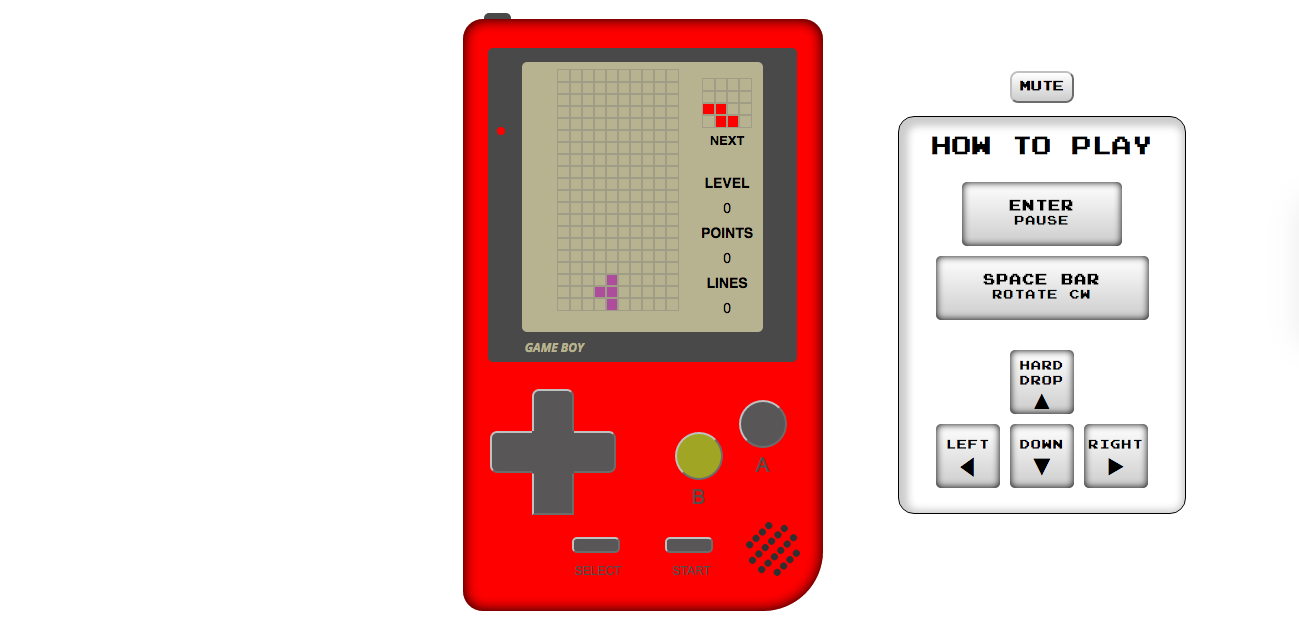 NEXT
LEVEL
0
POINTS
0
LINES
0
GAME BOY
A
B
SELECT
START
MUTE
HOW TO PLAY
ENTER
PAUSE
SPACE BAR
ROTATE CW
HARD
DROP
▲
LEFT
◀
DOWN
▼
RIGHT
▶